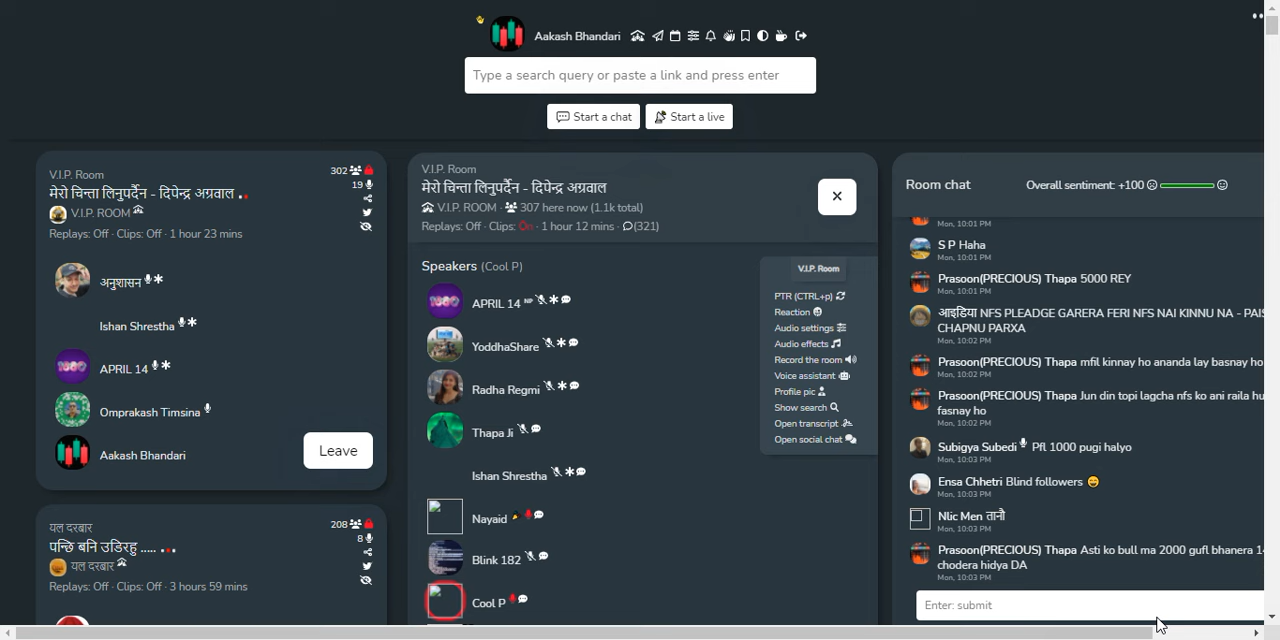 Aakash Bhandari
Type a search query or paste a link and press enter
Start a chat
Start a live
V.I.P. Room
302
मेरो चिन्ता लिनुपर्दैन - दिपेन्द्र अग्रवाल ..
19
V.I.P. ROOM
Replays: Off · Clips: Off · 1 hour 23 mins
अनुशासन
Ishan Shrestha
APRIL 14
Omprakash Timsina
Aakash Bhandari
Leave
यल दरबार
208
पन्छि बनि उडिरहु ..... ...
8
यल दरबार
Replays: Off · Clips: Off · 3 hours 59 mins
V.I.P. Room
मेरो चिन्ता लिनुपर्दैन - दिपेन्द्र अग्रवाल
V.I.P. ROOM · 307 here now (1.1k total)
Replays: Off · Clips: On · 1 hour 12 mins · (321)
Speakers (Cool P)
APRIL 14 NP
YoddhaShare
Radha Regmi
Thapa Ji
Ishan Shrestha
Nayaid
Blink 182
Cool P
V.I.P. Room
PTR (CTRL+p)
Reaction
Audio settings
Audio effects
Record the room
Voice assistant
Profile pic
Show search
Open transcript
Open social chat
Room chat
Overall sentiment: +100
Mon, 10:01 PM
S P Haha
Mon, 10:01 PM
Prasoon(PRECIOUS) Thapa 5000 REY
Mon, 10:01 PM
आइडिया NFS PLEDGE GARERA FERI NFS NAI KINNU NA - PAIS
CHAPNU PARXA
Mon, 10:02 PM
Prasoon(PRECIOUS) Thapa mfil kinnay ho ananda lay basnay ho
Mon, 10:02 PM
Prasoon(PRECIOUS) Thapa Jun din topi lagcha nfs ko ani raila hu
fasnay ho
Mon, 10:02 PM
Subigya Subedi Pfl 1000 pugi halyo
Mon, 10:03 PM
Ensa Chhetri Blind followers
Mon, 10:03 PM
Nlic Men तानौ
Mon, 10:03 PM
Prasoon(PRECIOUS) Thapa Asti ko bull ma 2000 gufl bhanera 14
chodera hidya DA
Mon, 10:03 PM
Enter: submit